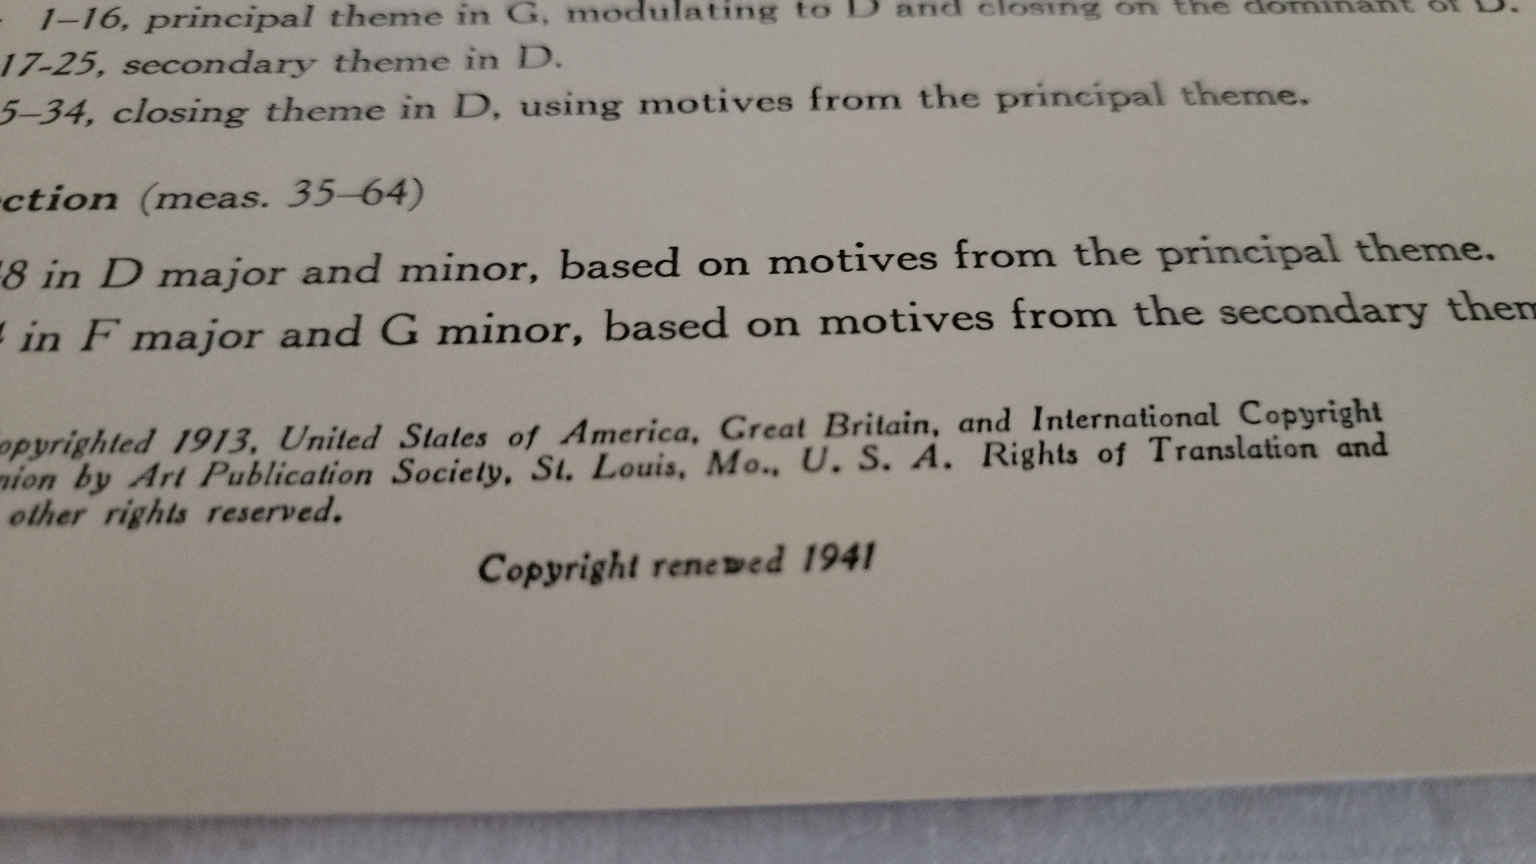 1–16, principal theme in G, modulating to D and closing on the dominant of D.
17-25, secondary theme in D.
5–34, closing theme in D, using motives from the principal theme.
ction (meas. 35–64)
8 in D major and minor, based on motives from the principal theme.
in F major and G minor, based on motives from the secondary them
opyrighted 1913, United States of America, Great Britain, and International Copyright
nion by Art Publication Society, St. Louis, Mo., U. S. A. Rights of Translation and
other rights reserved.
Copyright renewed 1941